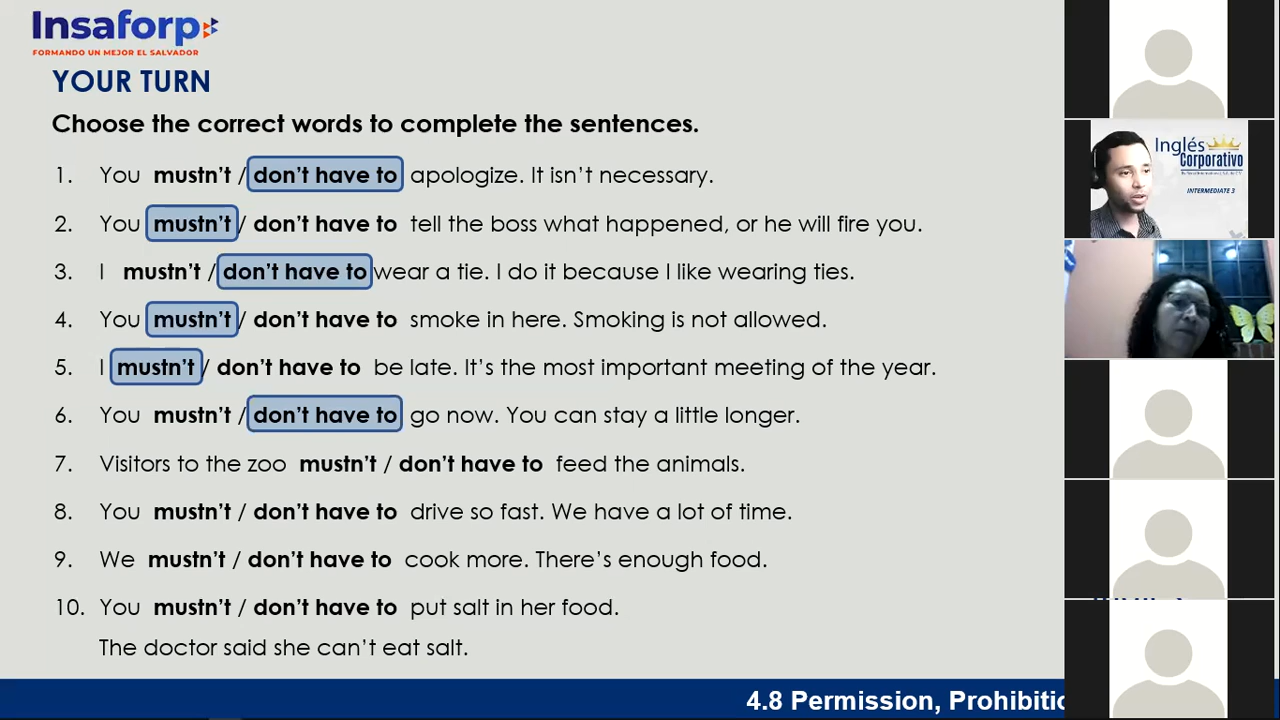 Insaforp
FORMANDO UN MEJOR EL SALVADOR
YOUR TURN
Choose the correct words to complete the sentences.
1. You mustn't / don't have to apologize. It isn't necessary.
2. You mustn't / don't have to tell the boss what happened, or he will fire you.
3. I mustn't / don't have to wear a tie. I do it because I like wearing ties.
4. You mustn't / don't have to smoke in here. Smoking is not allowed.
5. I mustn't / don't have to be late. It's the most important meeting of the year.
6. You mustn't / don't have to go now. You can stay a little longer.
7. Visitors to the zoo mustn't / don't have to feed the animals.
8. You mustn't / don't have to drive so fast. We have a lot of time.
9. We mustn't / don't have to cook more. There's enough food.
10. You mustn't / don't have to put salt in her food.
The doctor said she can't eat salt.
4.8 Permission, Prohibitio
Inglés
Corporativo
INTERMEDIATE 3